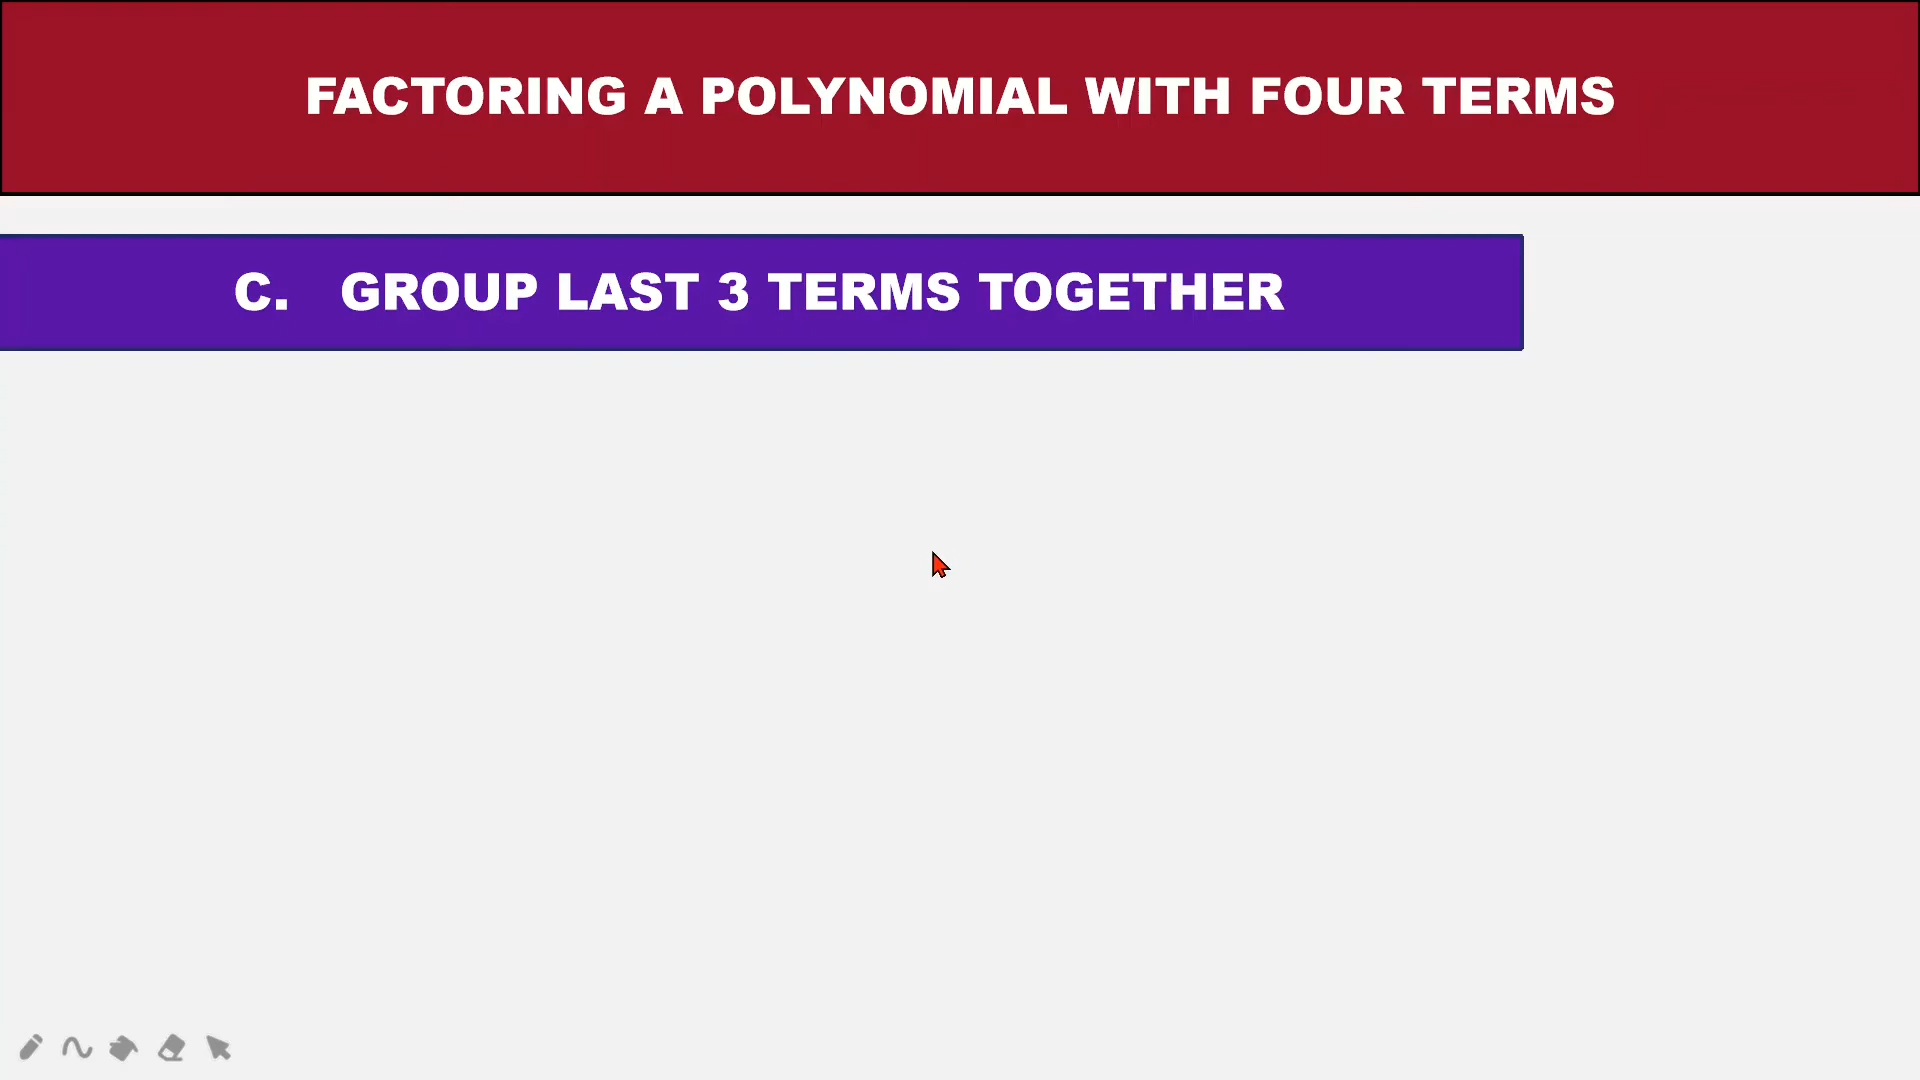 FACTORING A POLYNOMIAL WITH FOUR TERMS
C. GROUP LAST 3 TERMS TOGETHER